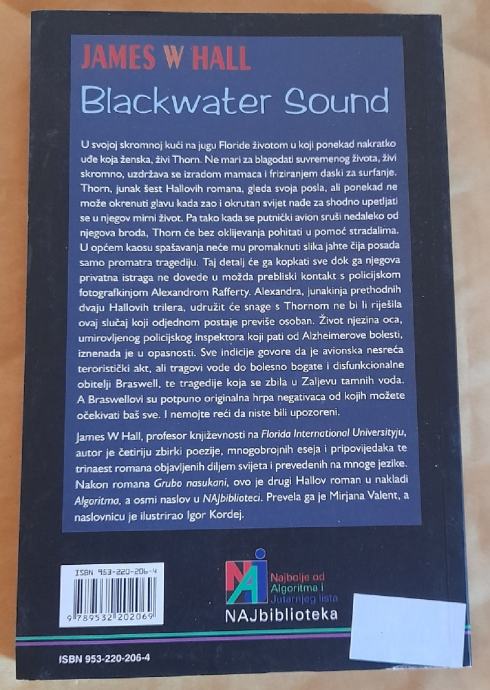 JAMES W HALL
Blackwater Sound
U svojoj skromnoj kući na jugu Floride životom u koji ponekad nakratko
uđe koja ženska, živi Thorn. Ne mari za blagodati suvremenog života, živi
skromno, uzdržava se izradom mamaca i friziranjem daski za surfanje.
Thorn, junak šest Hallovih romana, gleda svoja posla, ali ponekad ne
može okrenuti glavu kada zao i okrutan svijet nađe za shodno upetljati
se u njegov mirni život. Pa tako kada se putnički avion sruši nedaleko od
njegova broda, Thorn će bez oklijevanja pohitati u pomoć stradalima.
U općem kaosu spašavanja neće mu promaknuti slika jahte čija posada
samo promatra tragediju. Taj detalj će ga kopkati sve dok ga njegova
privatna istraga ne dovede u možda prebliski kontakt s policijskom
fotografkinjom Alexandrom Rafferty. Alexandra, junakinja prethodnih
dvaju Hallovih trilera, udružit će snage s Thornom ne bi li riješila
ovaj slučaj koji odjednom postaje previše osoban. Život njezina oca,
umirovljenog policijskog inspektora koji pati od Alzheimerove bolesti,
iznenada je u opasnosti. Sve indicije govore da je avionska nesreća
teroristički akt, ali tragovi vode do bolesno bogate i disfunkcionalne
obitelji Braswell, te tragedije koja se zbila u Zaljevu tamnih voda.
A Braswellovi su potpuno originalna hrpa negativaca od kojih možete
očekivati baš sve. I nemojte reći da niste bili upozoreni.
James W Hall, profesor književnosti na Florida International Universityju,
autor je četiriju zbirki poezije, mnogobrojnih eseja i pripovijedaka te
trinaest romana objavljenih diljem svijeta i prevedenih na mnoge jezike.
Nakon romana Grubo nasukani, ovo je drugi Hallov roman u nakladi
Algoritma, a osmi naslov u NAJbiblioteci. Prevela ga je Mirjana Valent, a
naslovnicu je ilustrirao Igor Kordej.
ISBN 953-220-206-4
9 789532 202069
NAJ
Najbolje od
Algoritma i
Jutarnjeg lista
NAJbiblioteka
ISBN 953-220-206-4